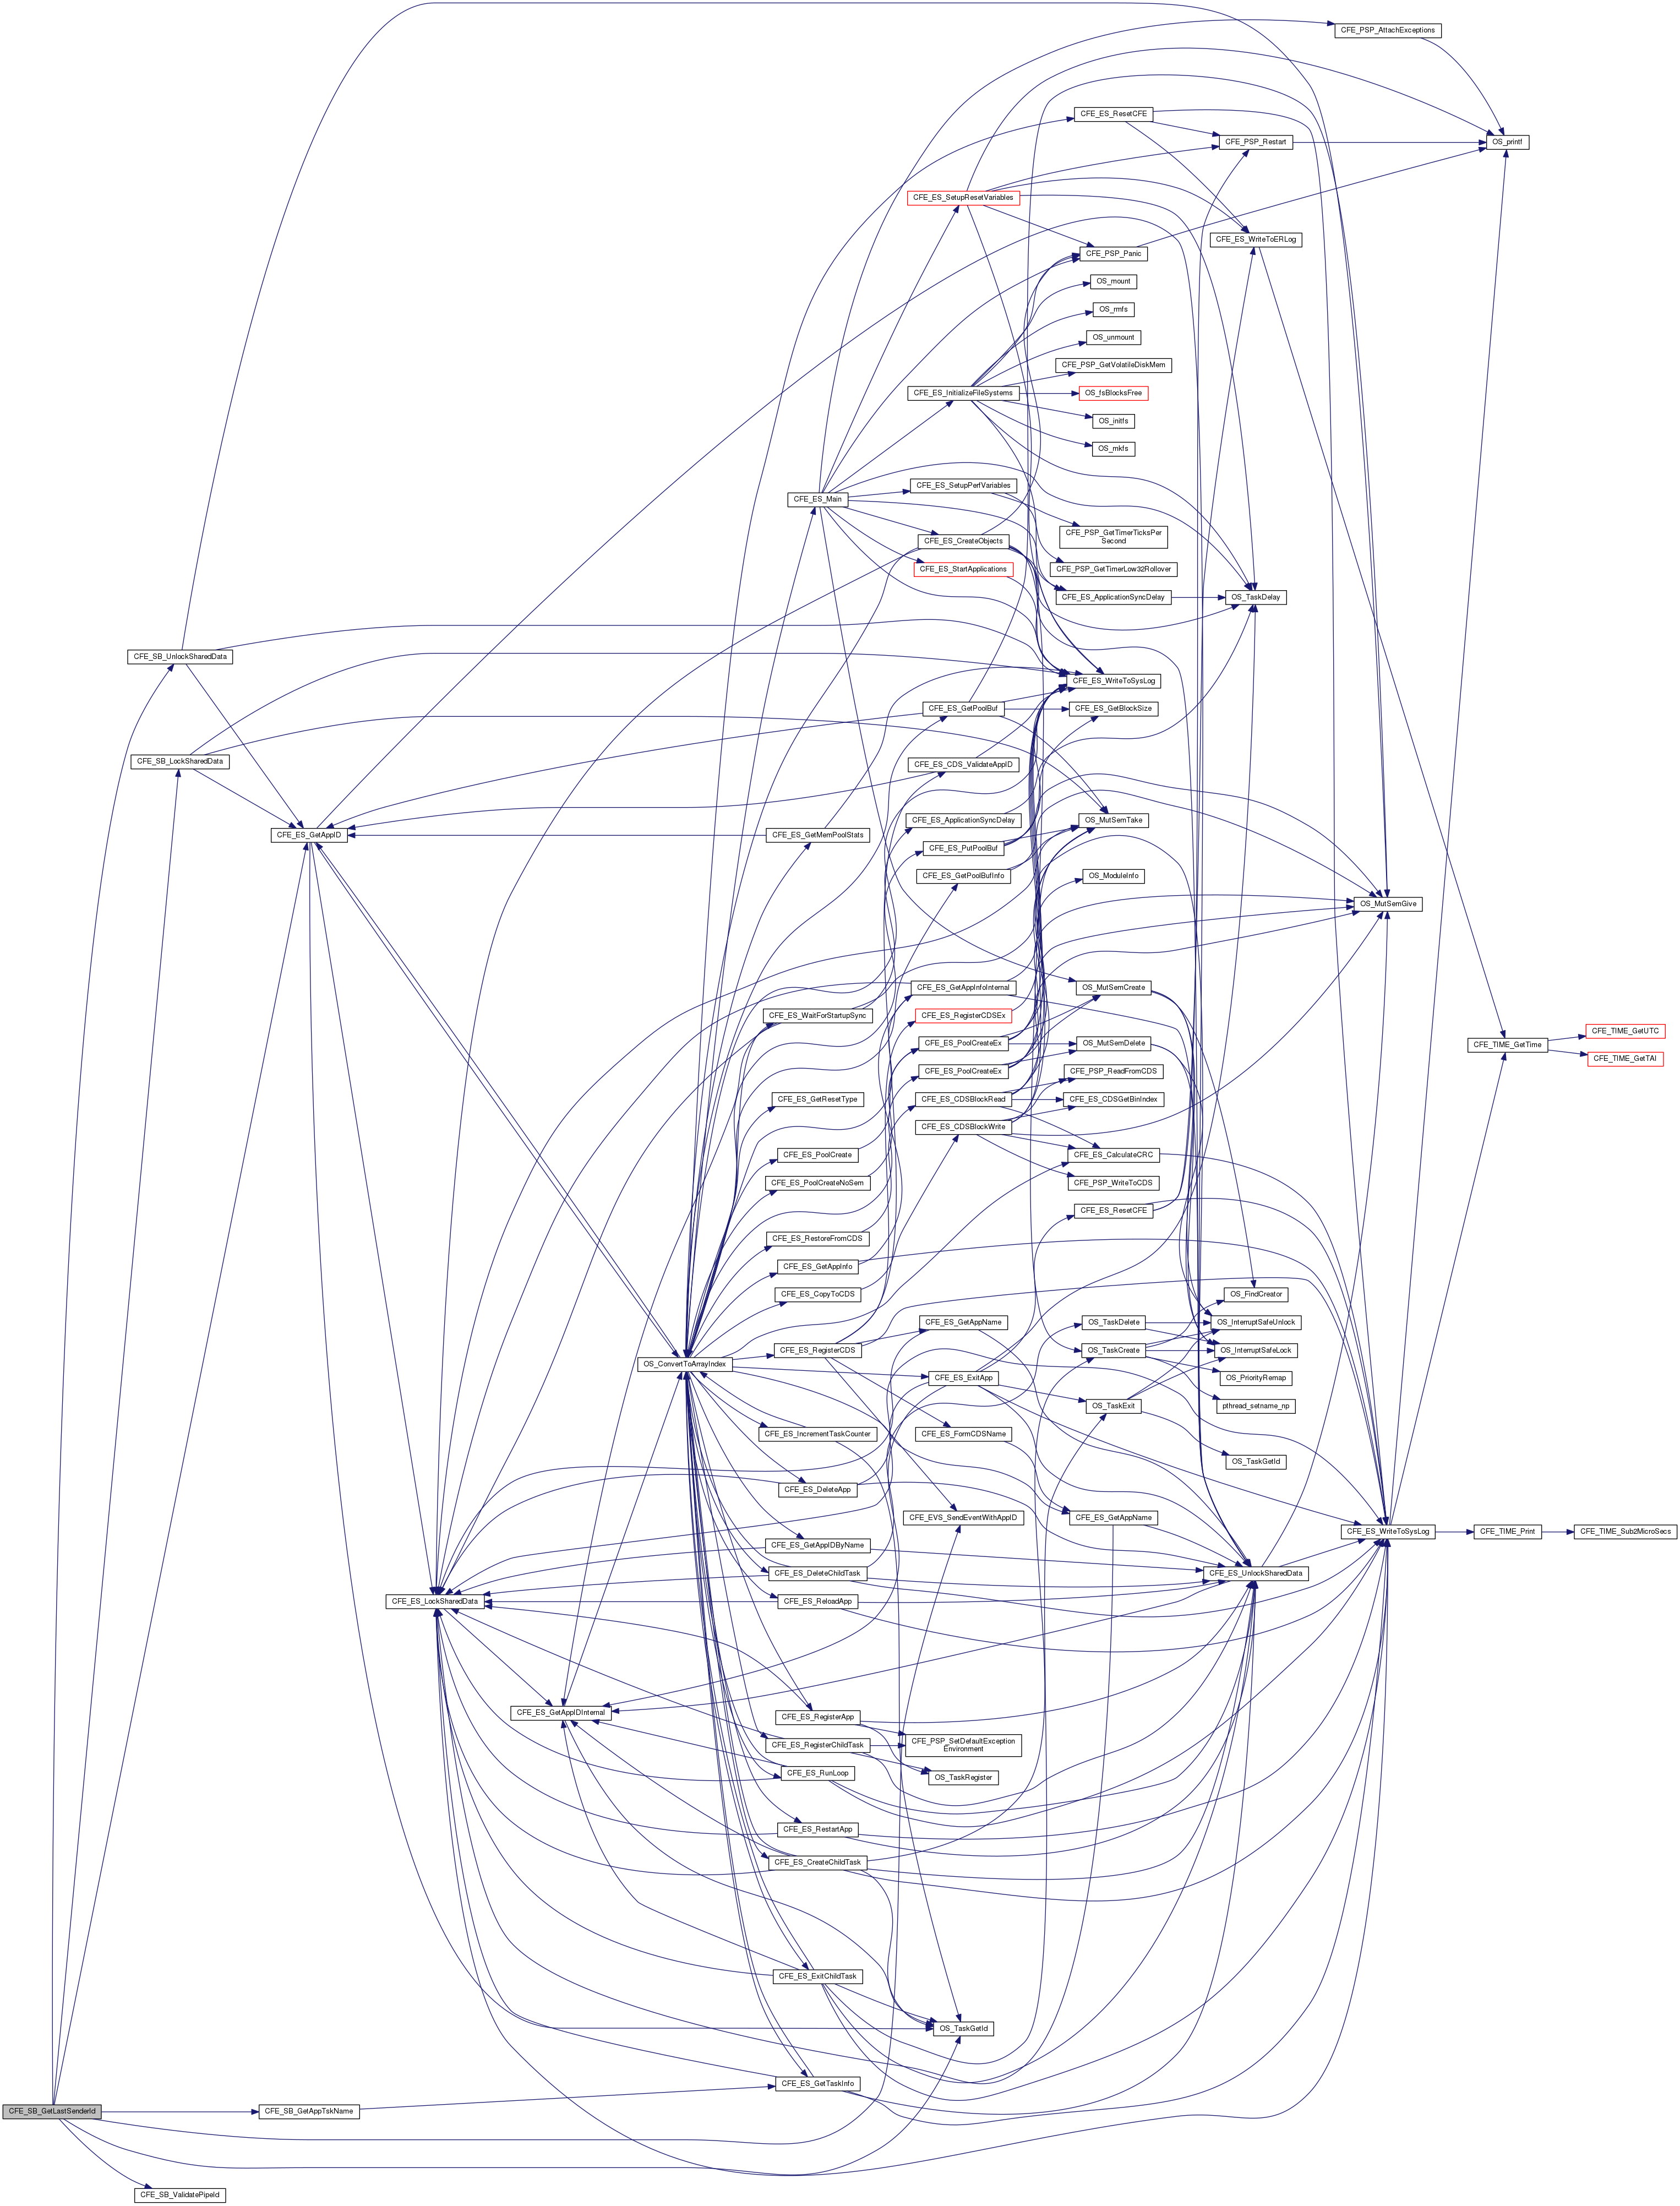 CFE_PSP_AttachExceptions
CFE_ES_ResetCFE
CFE_PSP_Restart
OS_printf
CFE_ES_SetupResetVariables
CFE_ES_WriteToERLog
CFE_PSP_Panic
OS_mount
OS_rmfs
OS_unmount
CFE_PSP_GetVolatileDiskMem
CFE_ES_InitializeFileSystems
OS_fsBlocksFree
OS_initfs
OS_mkfs
CFE_ES_SetupPerfVariables
CFE_ES_Main
CFE_PSP_GetTimerTicksPer
Second
CFE_ES_CreateObjects
CFE_ES_StartApplications
CFE_PSP_GetTimerLow32Rollover
CFE_ES_ApplicationSyncDelay
OS_TaskDelay
CFE_SB_UnlockSharedData
CFE_ES_WriteToSysLog
CFE_ES_GetPoolBuf
CFE_ES_GetBlockSize
CFE_SB_LockSharedData
CFE_ES_CDS_ValidateAppID
CFE_ES_ApplicationSyncDelay
OS_MutSemTake
CFE_ES_GetAppID
CFE_ES_GetMemPoolStats
CFE_ES_PutPoolBuf
CFE_ES_GetPoolBufInfo
OS_ModuleInfo
OS_MutSemGive
CFE_ES_GetAppInfoInternal
OS_MutSemCreate
CFE_ES_WaitForStartupSync
CFE_ES_RegisterCDSEx
CFE_TIME_GetUTC
CFE_ES_PoolCreateEx
OS_MutSemDelete
CFE_TIME_GetTime
CFE_TIME_GetTAI
CFE_ES_PoolCreateEx
CFE_PSP_ReadFromCDS
CFE_ES_GetResetType
CFE_ES_CDSBlockRead
CFE_ES_CDSGetBinIndex
CFE_ES_CDSBlockWrite
CFE_ES_PoolCreate
CFE_ES_CalculateCRC
CFE_ES_PoolCreateNoSem
CFE_PSP_WriteToCDS
CFE_ES_ResetCFE
CFE_ES_RestoreFromCDS
CFE_ES_GetAppInfo
CFE_ES_CopyToCDS
OS_FindCreator
CFE_ES_GetAppName
OS_TaskDelete
OS_InterruptSafeUnlock
CFE_ES_RegisterCDS
OS_TaskCreate
OS_InterruptSafeLock
OS_ConvertToArrayIndex
CFE_ES_ExitApp
OS_PriorityRemap
OS_TaskExit
pthread_setname_np
CFE_ES_IncrementTaskCounter
CFE_ES_FormCDSName
OS_TaskGetId
CFE_ES_DeleteApp
CFE_EVS_SendEventWithAppID
CFE_ES_GetAppName
CFE_ES_WriteToSysLog
CFE_TIME_Print
CFE_TIME_Sub2MicroSecs
CFE_ES_GetAppIDByName
CFE_ES_DeleteChildTask
CFE_ES_UnlockSharedData
CFE_ES_LockSharedData
CFE_ES_ReloadApp
CFE_ES_GetAppIDInternal
CFE_ES_RegisterApp
CFE_ES_RegisterChildTask
CFE_PSP_SetDefaultException
Environment
CFE_ES_RunLoop
OS_TaskRegister
CFE_ES_RestartApp
CFE_ES_CreateChildTask
CFE_ES_ExitChildTask
OS_TaskGetId
CFE_ES_GetTaskInfo
CFE_SB_GetLastSenderId
CFE_SB_GetAppTskName
CFE_SB_ValidatePipeId